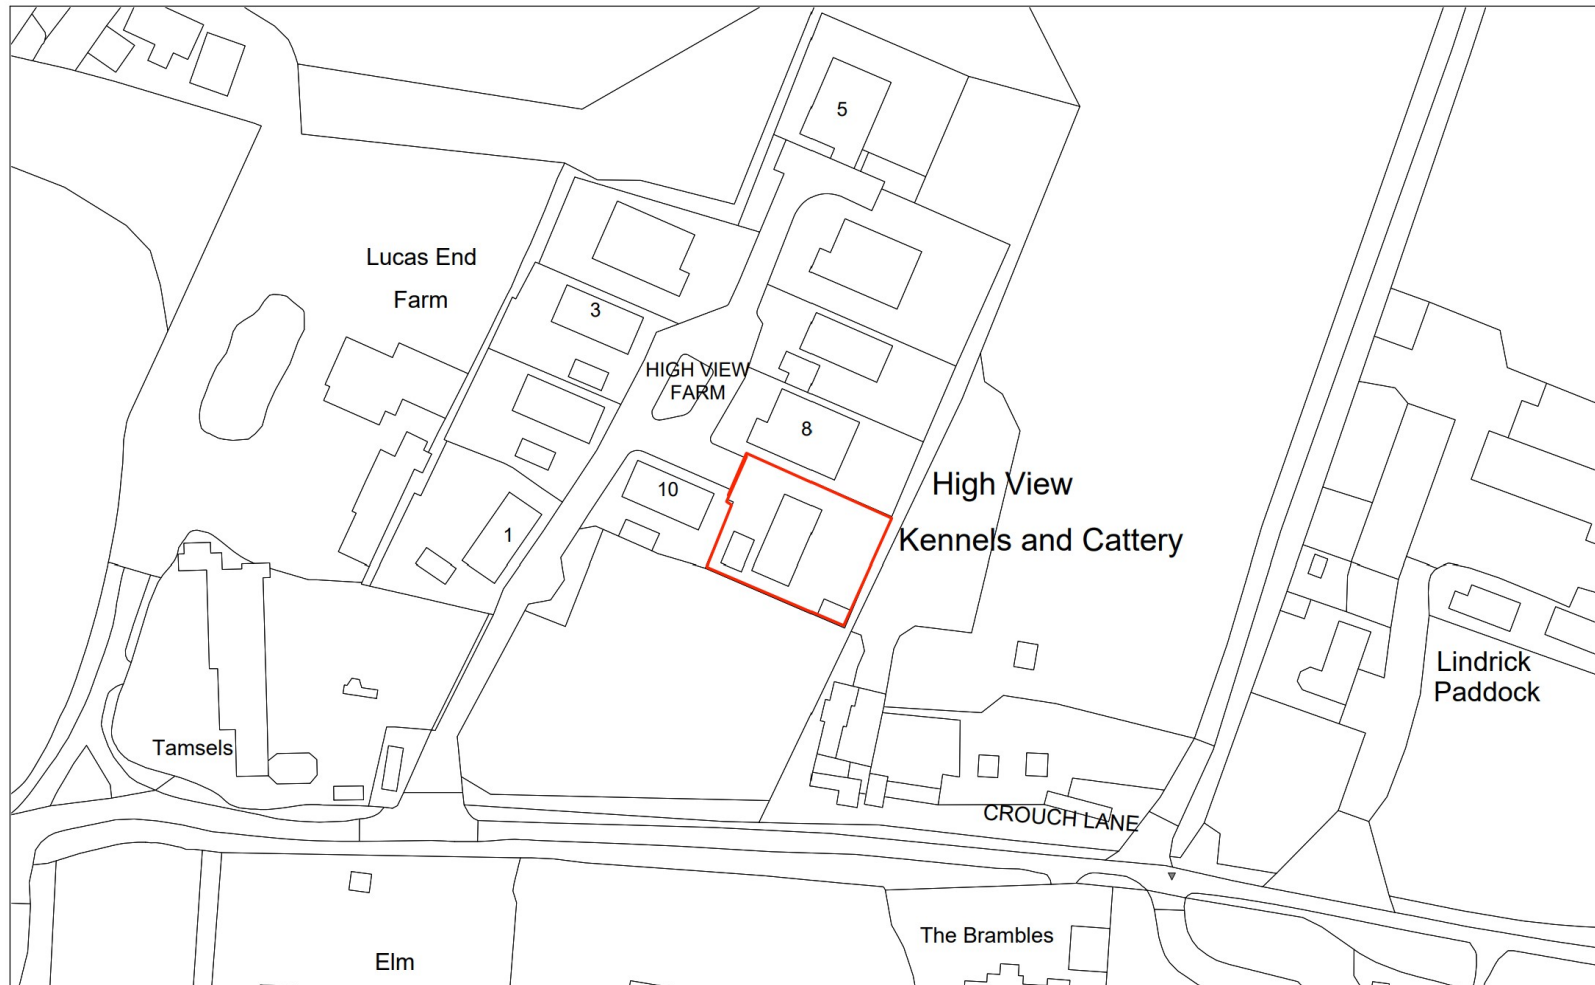 5
Lucas End
Farm
3
HIGH VIEW
FARM
8
10
1
High View
Kennels and Cattery
Lindrick
Paddock
Tamsels
CROUCH LANE
The Brambles
Elm